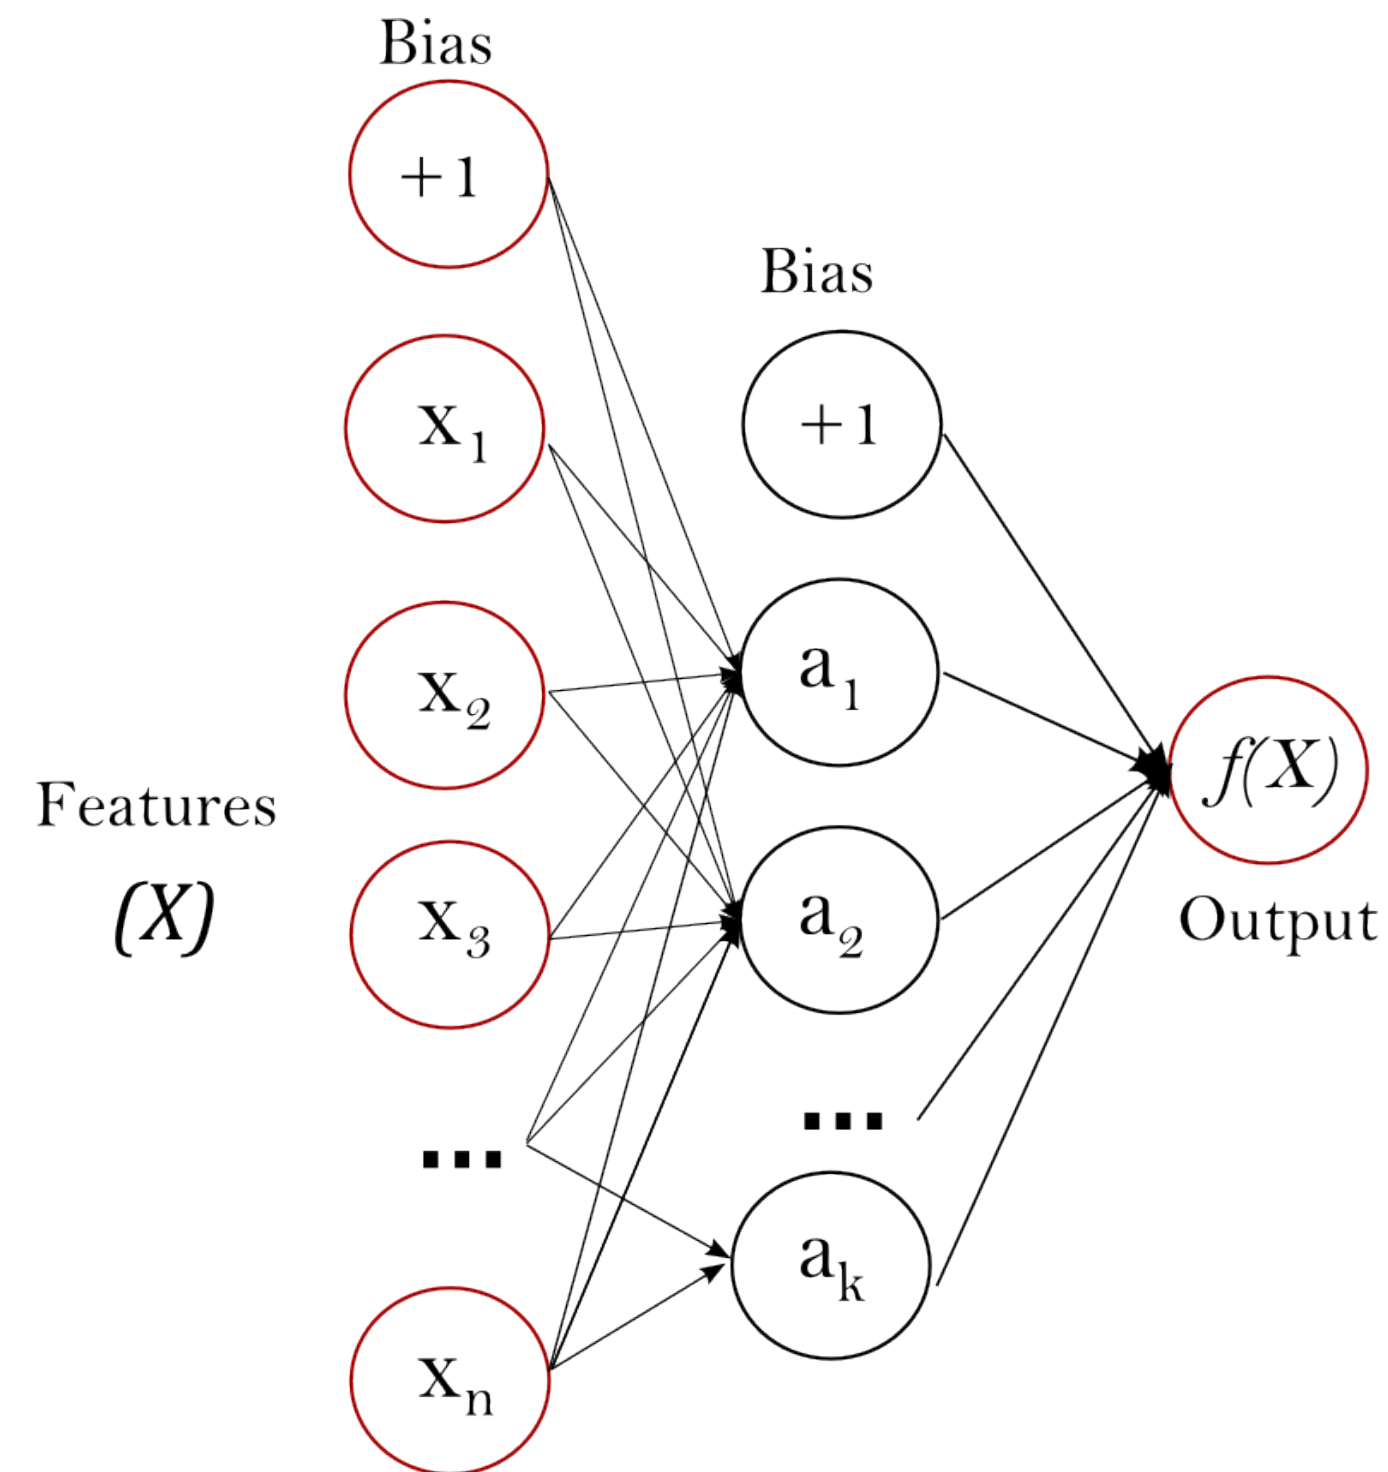 Bias
+1
x1
x2
x3
...
xn
Features
(X)
Bias
+1
a1
a2
...
ak
f(X)
Output